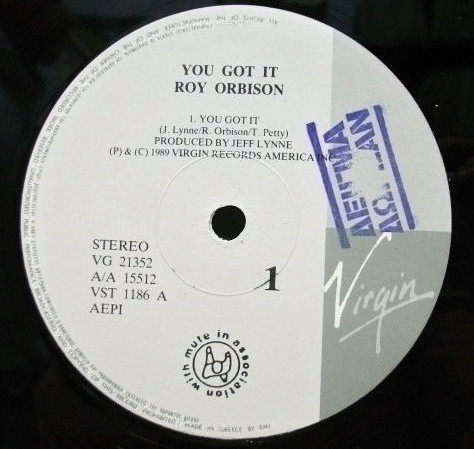 YOU GOT IT
ROY ORBISON
1. YOU GOT IT
(J. Lynne/R. Orbison/T. Petty)
PRODUCED BY JEFF LYNNE
(P) & (C) 1989 VIRGIN RECORDS AMERICA INC.
ΔΕΙΓΜΑ
ΔΩΡΕΑΝ
STEREO
VG 21352
A/A 15512
VST 1186 A
AEPI
1
Virgin
with mute in association
MADE IN GREECE BY EMI